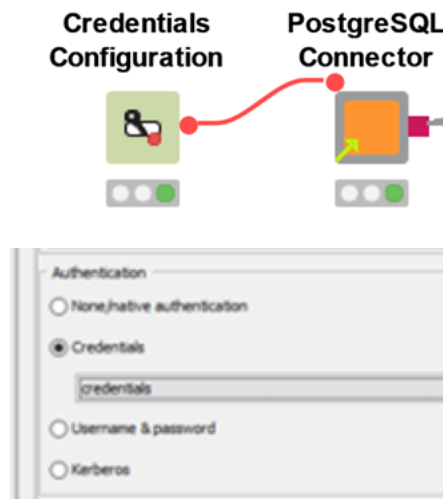 Credentials
Configuration
PostgreSQL
Connector
Authentication
None/native authentication
Credentials
credentials
Username & password
Kerberos